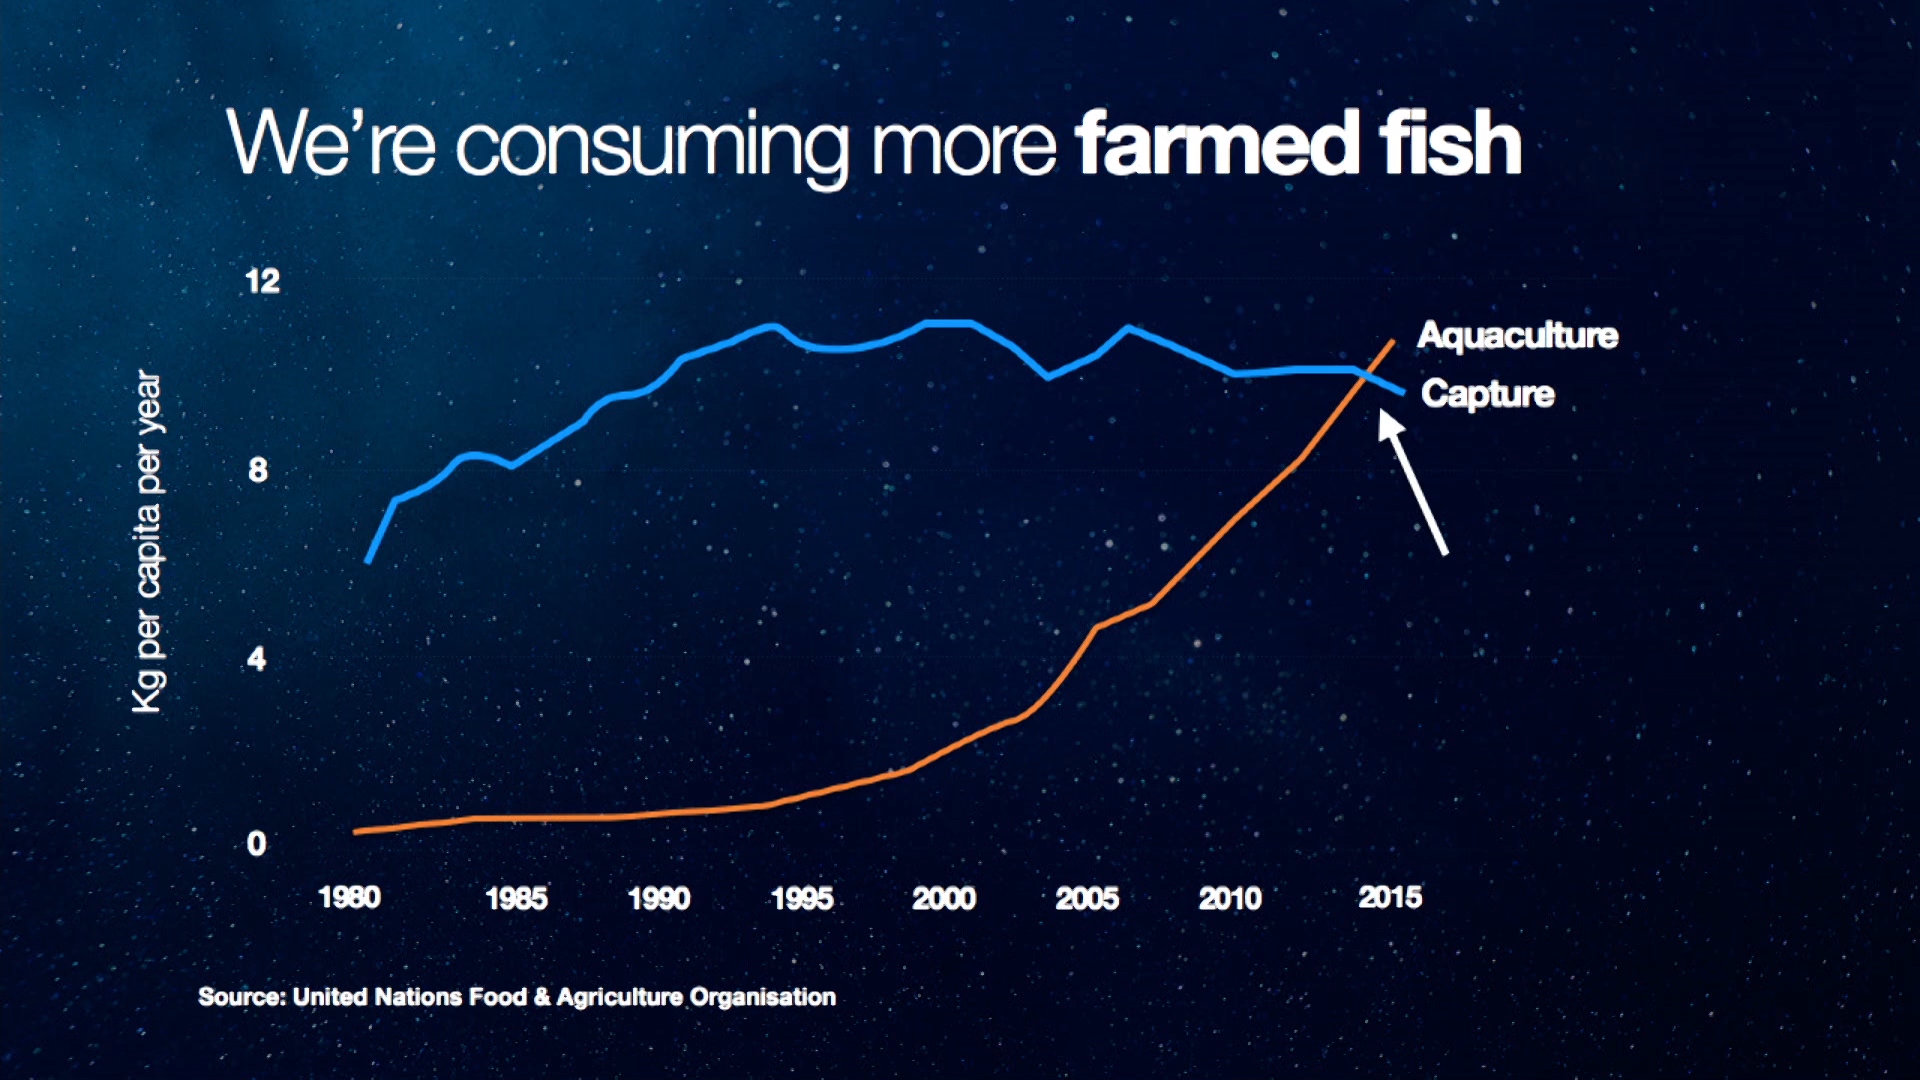 We're consuming more farmed fish
12
8
4
0
Kg per capita per year
Aquaculture
Capture
1980 1985 1990 1995 2000 2005 2010 2015
Source: United Nations Food & Agriculture Organisation